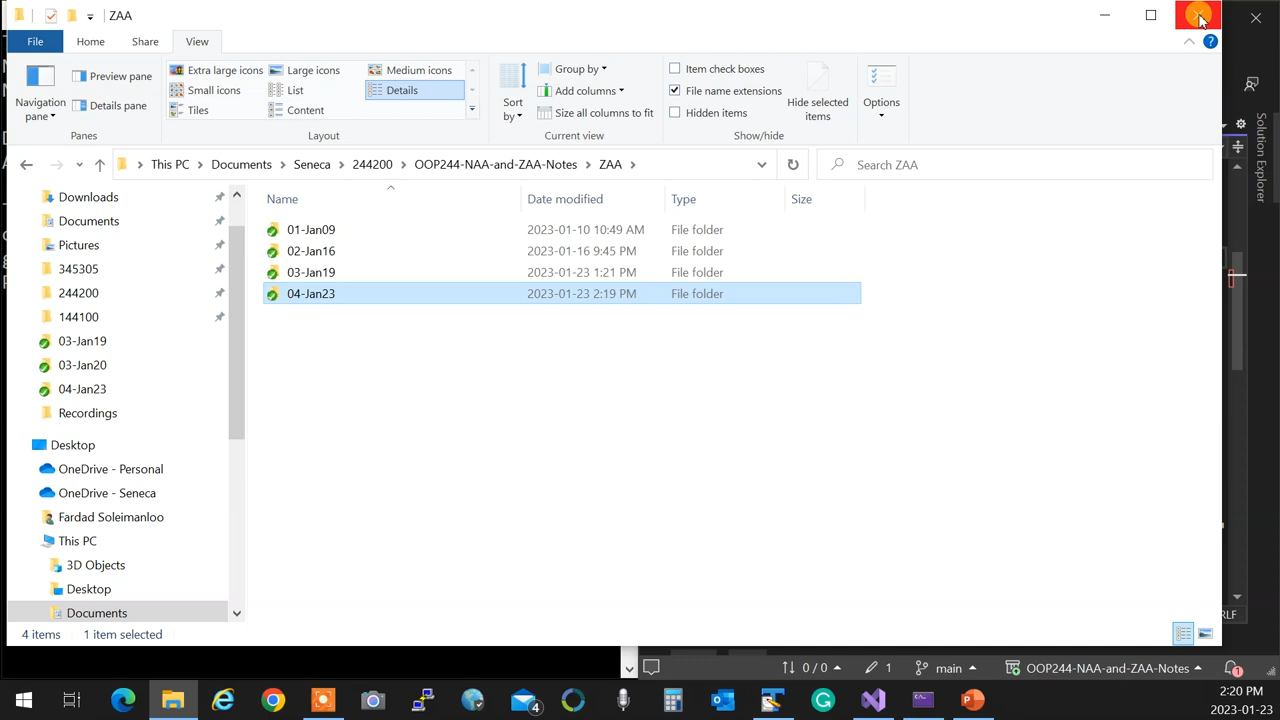 ZAA
File Home Share View
Navigation pane
Preview pane
Details pane
Panes
Extra large icons Large icons Medium icons
Small icons List Details
Tiles Content
Layout
Sort by
Group by
Add columns
Size all columns to fit
Current view
Item check boxes
File name extensions
Hidden items
Hide selected items
Show/hide
Options
This PC > Documents > Seneca > 244200 > OOP244-NAA-and-ZAA-Notes > ZAA >
Search ZAA
Name Date modified Type Size
01-Jan09 2023-01-10 10:49 AM File folder
02-Jan16 2023-01-16 9:45 PM File folder
03-Jan19 2023-01-23 1:21 PM File folder
04-Jan23 2023-01-23 2:19 PM File folder
Downloads
Documents
Pictures
345305
244200
144100
03-Jan19
03-Jan20
04-Jan23
Recordings
Desktop
OneDrive - Personal
OneDrive - Seneca
Fardad Soleimanloo
This PC
3D Objects
Desktop
Documents
4 items 1 item selected
Solution Explorer
RLF
0 / 0 1 main OOP244-NAA-and-ZAA-Notes 1
4
2:20 PM
2023-01-23